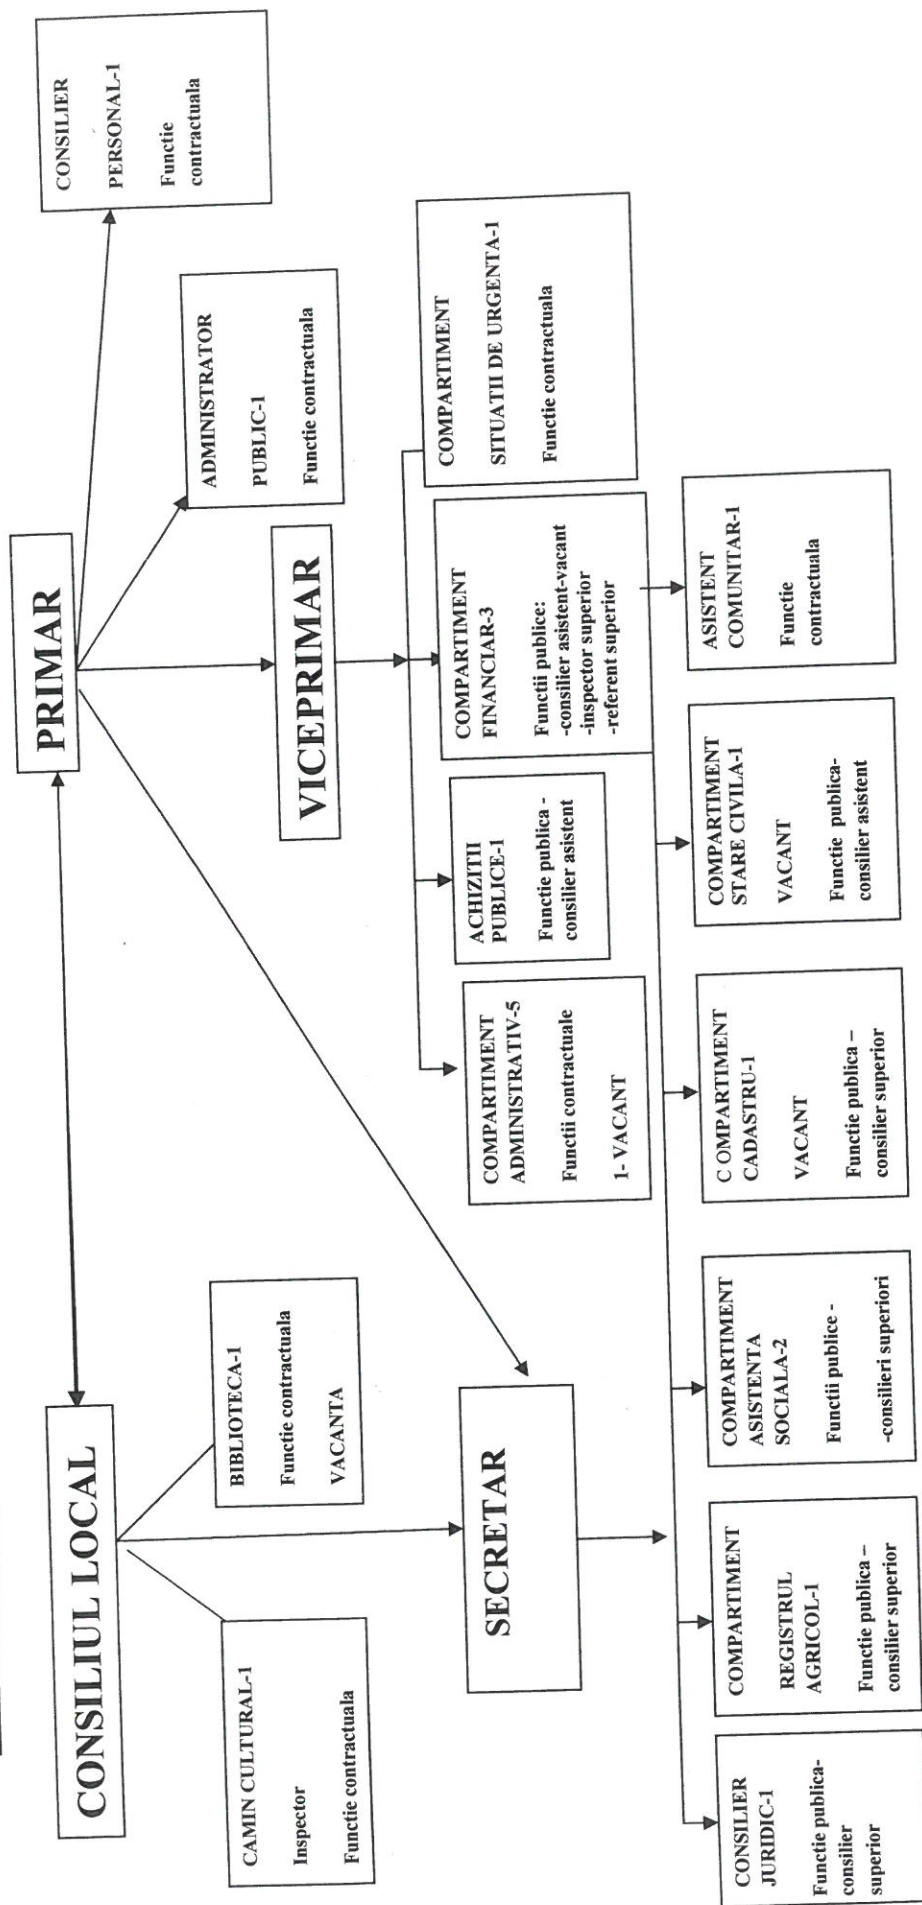 CONSILIUL LOCAL
PRIMAR
CONSILIER
PERSONAL-1
Functie
contractuala
CAMIN CULTURAL-1
Inspector
Functie contractuala
BIBLIOTECA-1
Functie contractuala
VACANTA
ADMINISTRATOR
PUBLIC-1
Functie contractuala
VICEPRIMAR
SECRETAR
COMPARTIMENT
ADMINISTRATIV-5
Functii contractuale
1- VACANT
ACHIZITII
PUBLICE-1
Functie publica -
consilier asistent
COMPARTIMENT
FINANCIAR-3
Functii publice:
-consilier asistent-vacant
-inspector superior
-referent superior
COMPARTIMENT
SITUATII DE URGENTA-1
Functie contractuala
CONSILIER
JURIDIC-1
Functie publica-
consilier
superior
COMPARTIMENT
REGISTRUL
AGRICOL-1
Functie publica –
consilier superior
COMPARTIMENT
ASISTENTA
SOCIALA-2
Functii publice -
-consilieri superiori
C OMPARTIMENT
CADASTRU-1
VACANT
Functie publica –
consilier superior
COMPARTIMENT
STARE CIVILA-1
VACANT
Functie publica-
consilier asistent
ASISTENT
COMUNITAR-1
Functie
contractuala